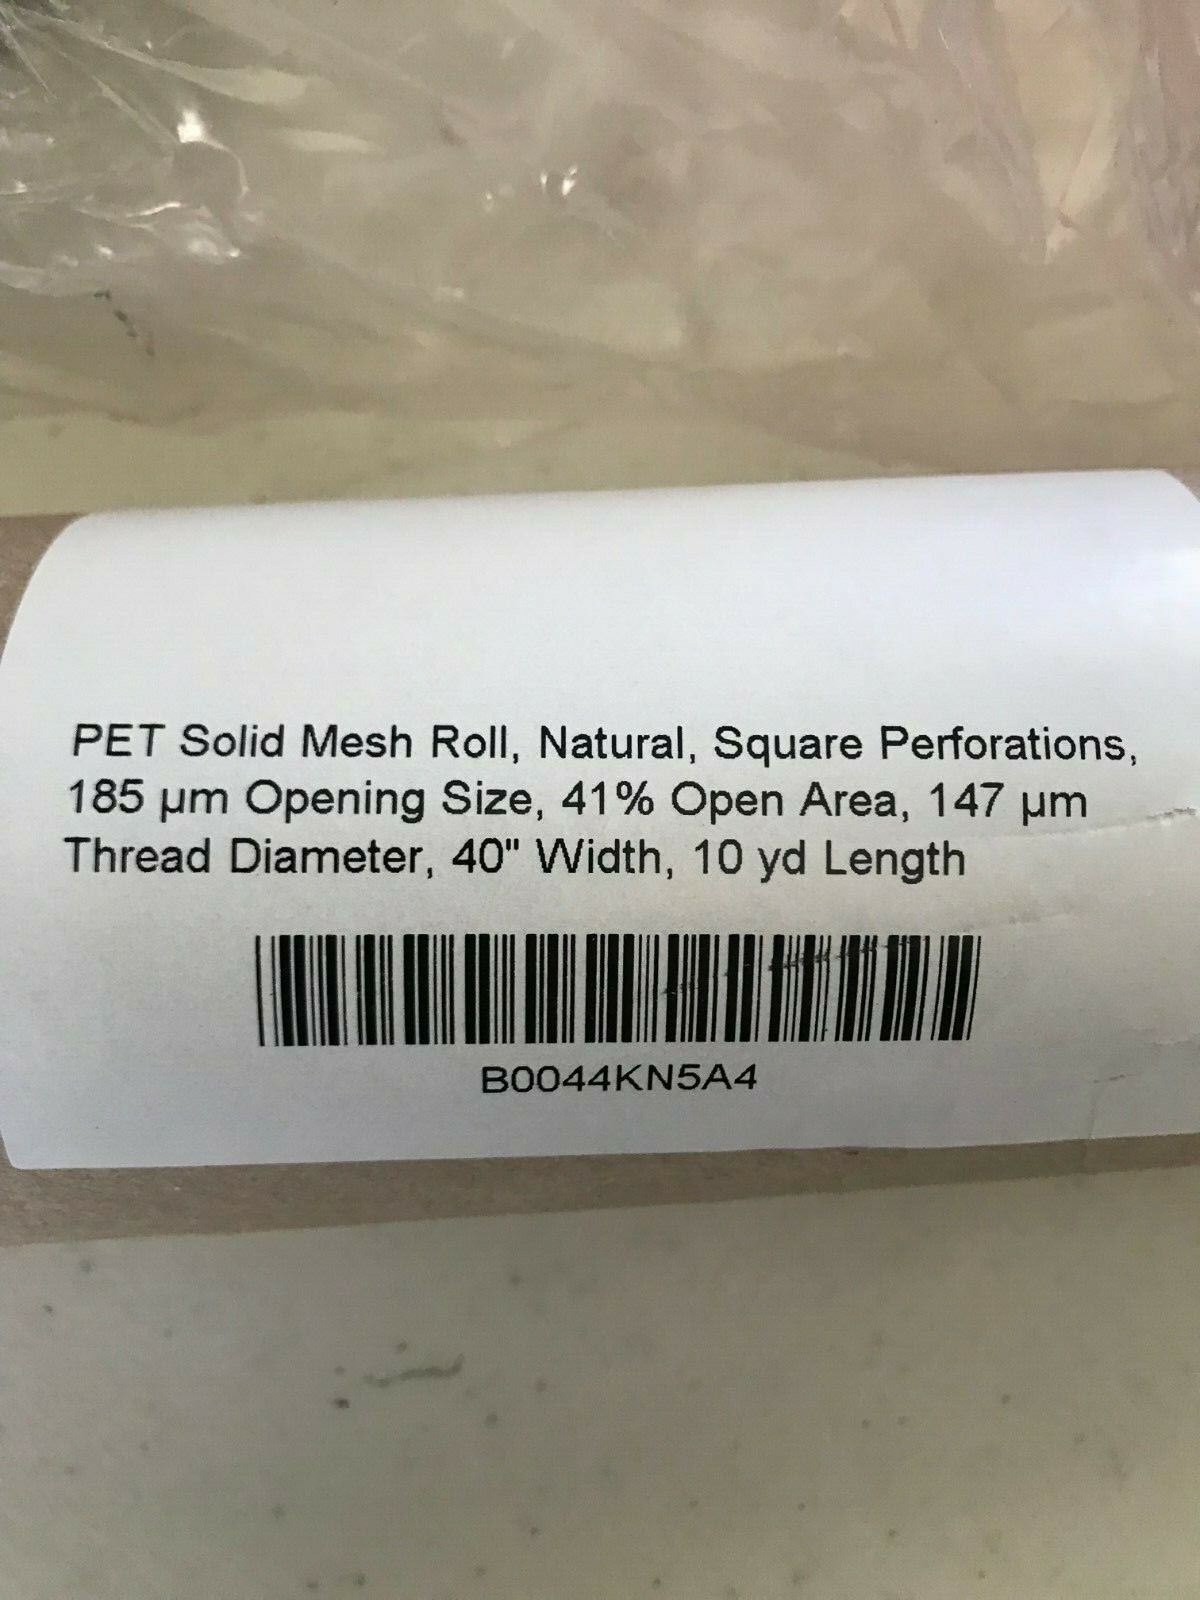 PET Solid Mesh Roll, Natural, Square Perforations,
185 µm Opening Size, 41% Open Area, 147 µm
Thread Diameter, 40" Width, 10 yd Length
B0044KN5A4